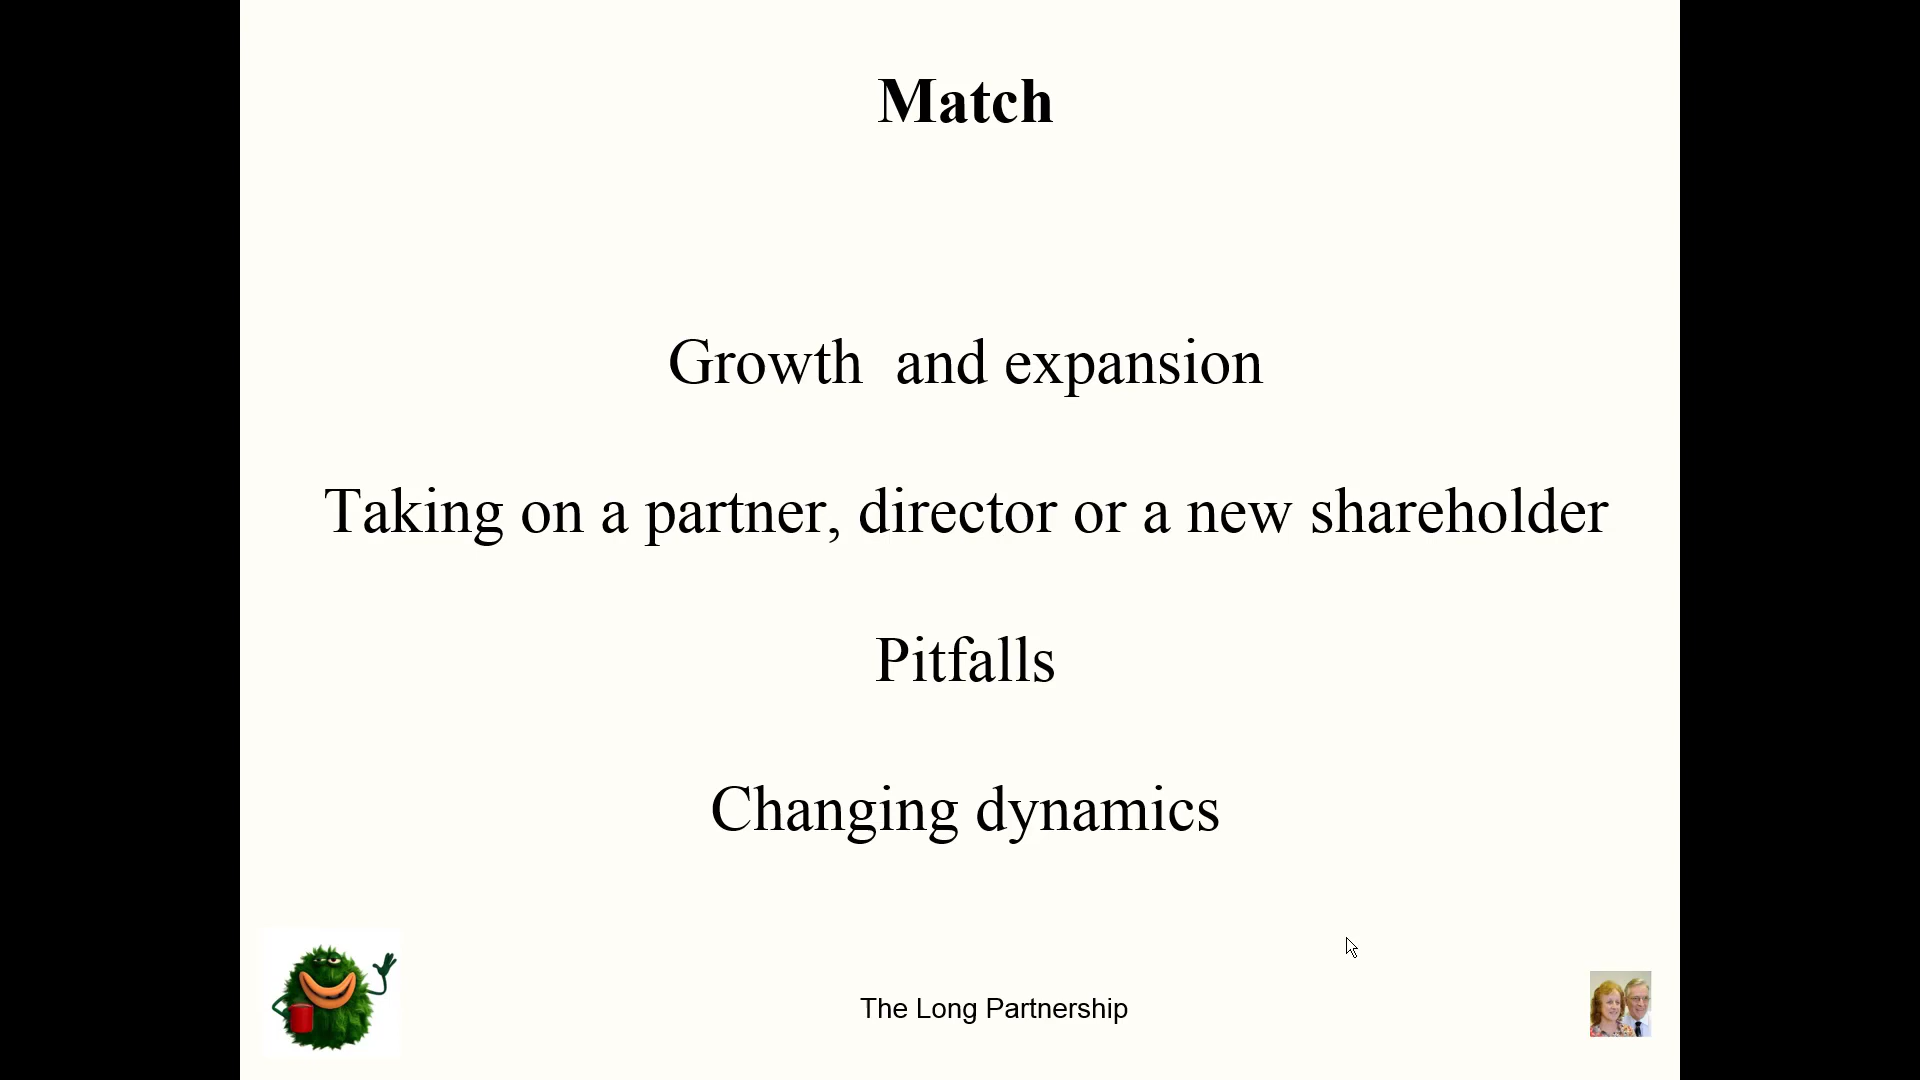 Match
Growth  and expansion
Taking on a partner, director or a new shareholder
Pitfalls
Changing dynamics
The Long Partnership